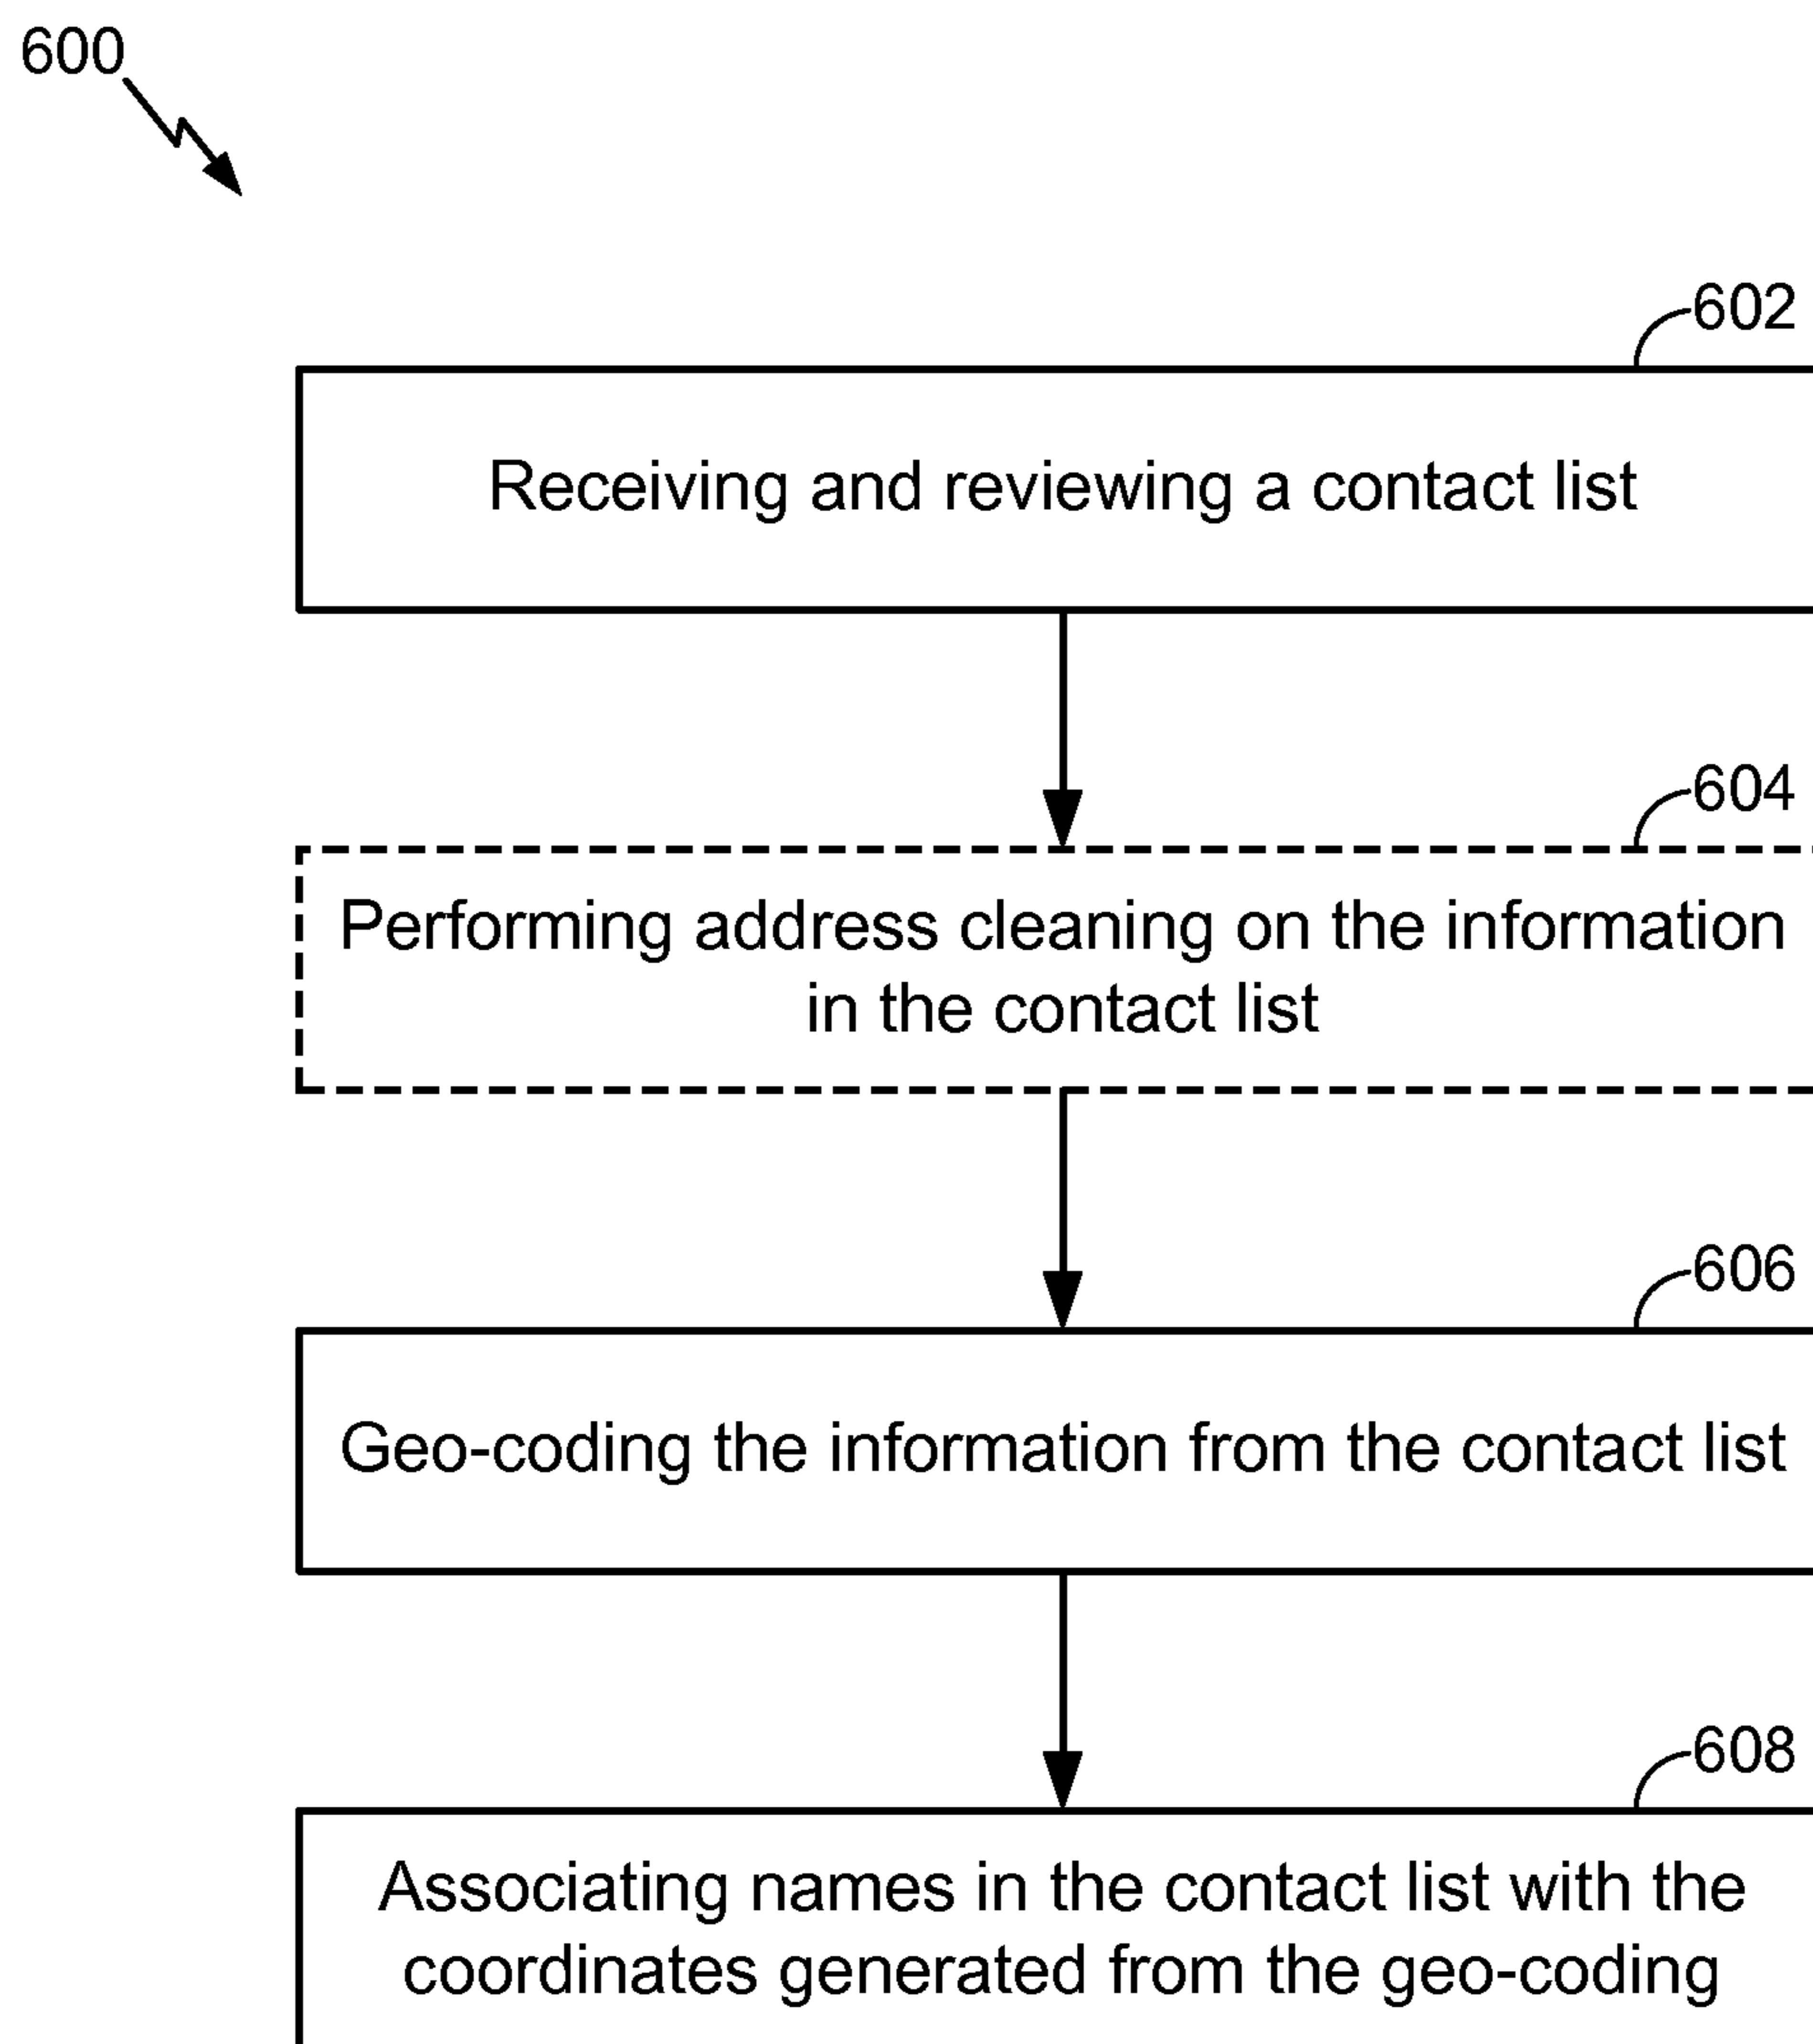 600
602
Receiving and reviewing a contact list
604
Performing address cleaning on the information
in the contact list
606
Geo-coding the information from the contact list
608
Associating names in the contact list with the
coordinates generated from the geo-coding